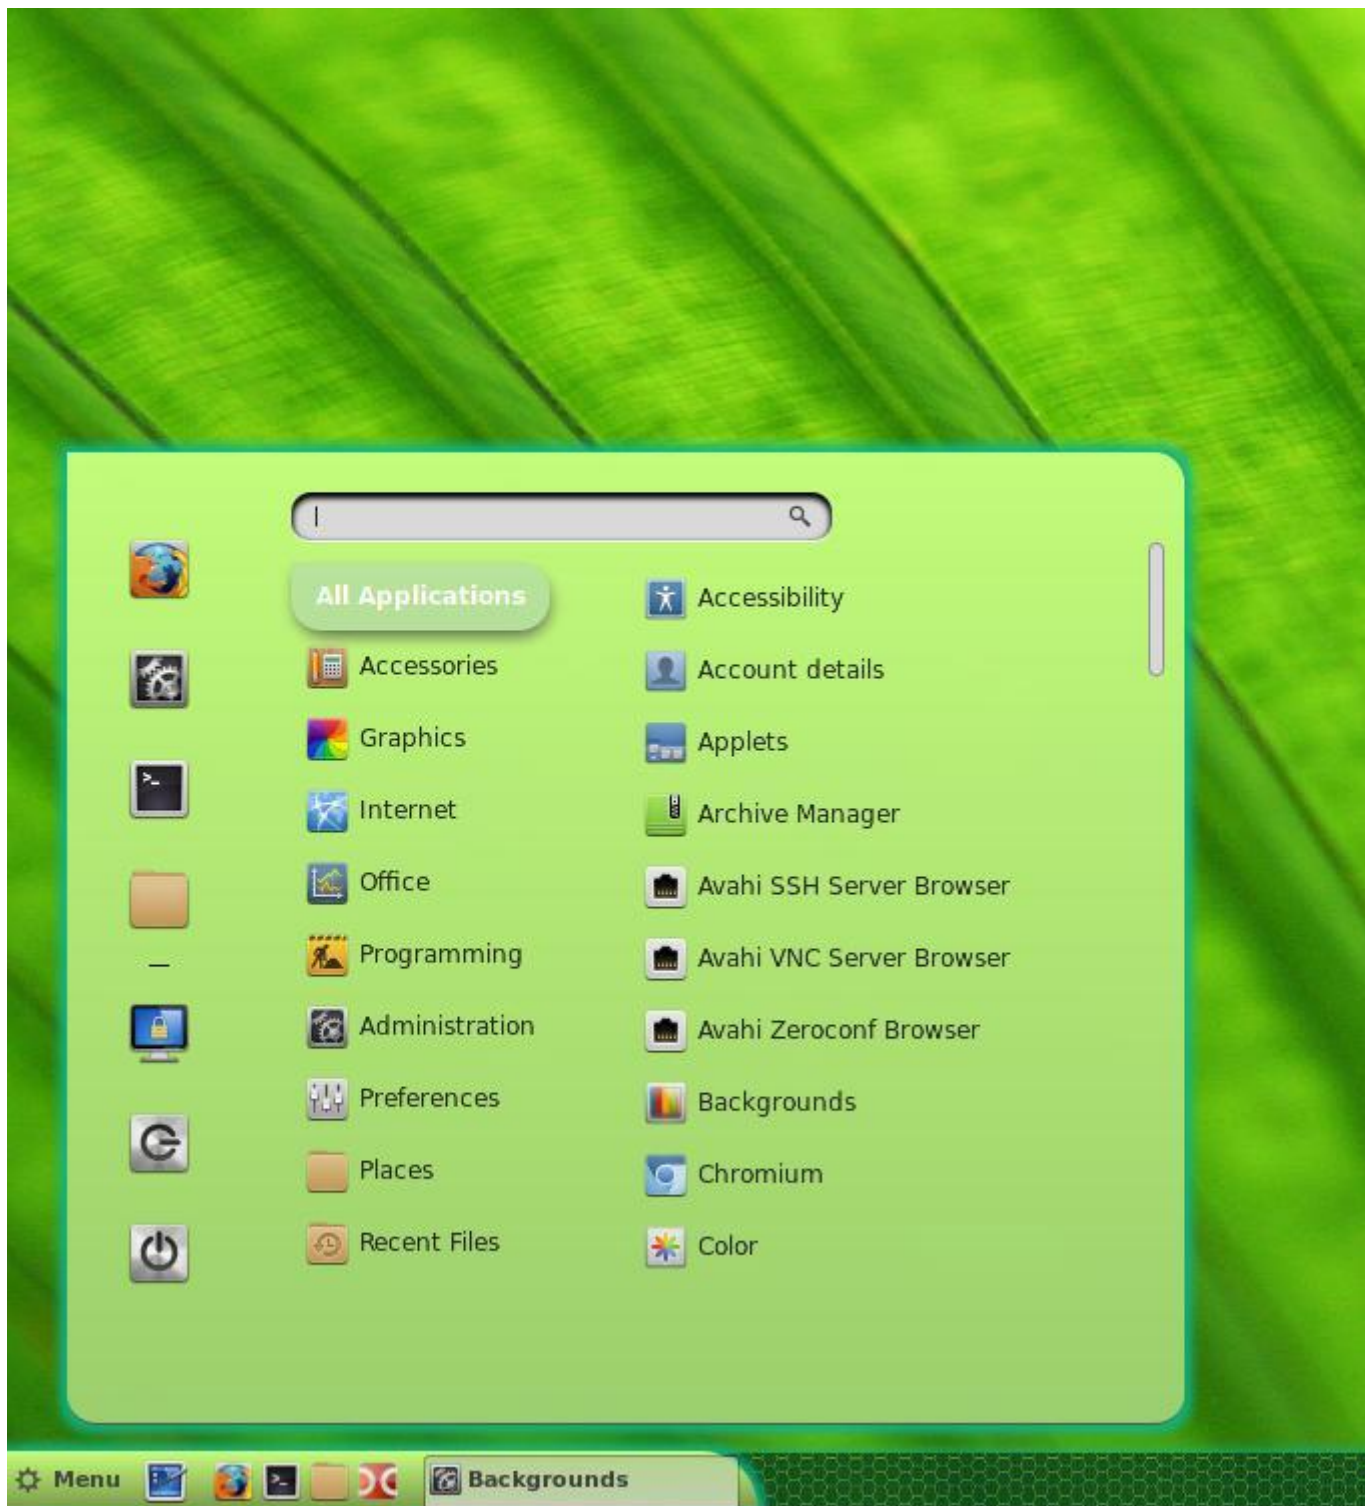 All Applications
Accessories
Graphics
Internet
Office
Programming
Administration
Preferences
Places
Recent Files
Accessibility
Account details
Applets
Archive Manager
Avahi SSH Server Browser
Avahi VNC Server Browser
Avahi Zeroconf Browser
Backgrounds
Chromium
Color
Menu
Backgrounds